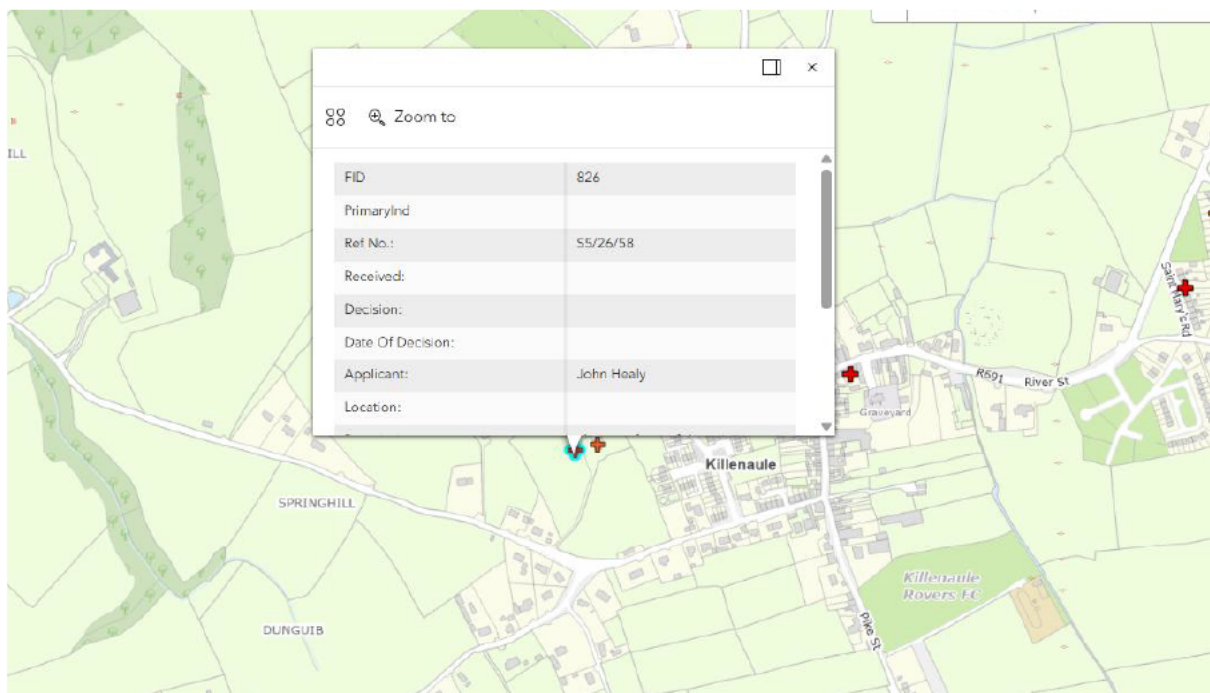 ILL
Zoom to
FID 826
PrimaryInd
Ref No.: S5/26/58
Received:
Decision:
Date Of Decision:
Applicant: John Healy
Location:
Saint Mary's Rd
R691
River St
Graveyard
Killenaule
SPRINGHILL
Killenaule
Rovers FC
Pike St
DUNGUIB